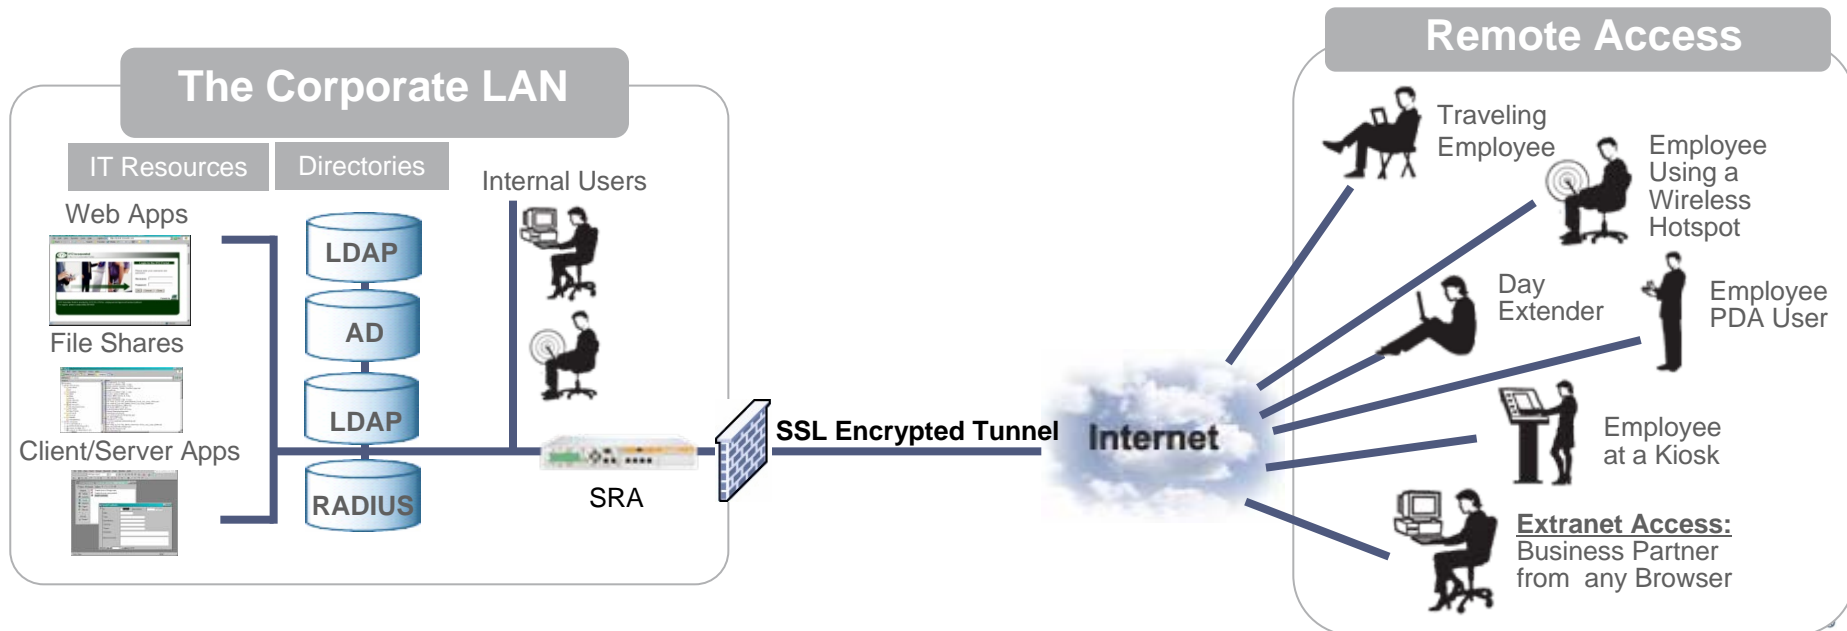 The Corporate LAN
IT Resources
Directories
Internal Users
Web Apps
File Shares
Client/Server Apps
LDAP
AD
LDAP
RADIUS
SRA
SSL Encrypted Tunnel
Internet
Remote Access
Traveling
Employee
Employee
Using a
Wireless
Hotspot
Day
Extender
Employee
PDA User
Employee
at a Kiosk
Extranet Access:
Business Partner
from any Browser